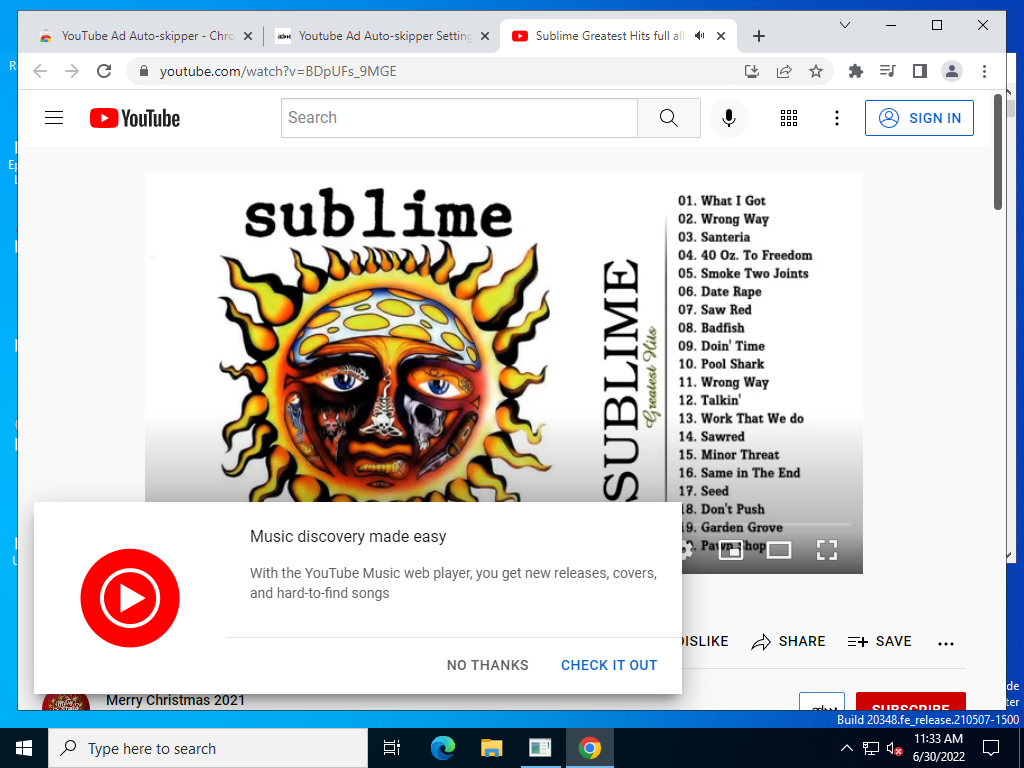 YouTube Ad Auto-skipper - Chro
Youtube Ad Auto-skipper Setting
Sublime Greatest Hits full alb
youtube.com/watch?v=BDpUFs_9MGE
YouTube
Search
SIGN IN
sublime
SUBLIME
Greatest Hits
01. What I Got
02. Wrong Way
03. Santeria
04. 40 Oz. To Freedom
05. Smoke Two Joints
06. Date Rape
07. Saw Red
08. Badfish
09. Doin' Time
10. Pool Shark
11. Wrong Way
12. Talkin'
13. Work That We do
14. Sawred
15. Minor Threat
16. Same in The End
17. Seed
18. Don't Push
19. Garden Grove
Pawn Shop
Music discovery made easy
With the YouTube Music web player, you get new releases, covers,
and hard-to-find songs
NO THANKS
CHECK IT OUT
DISLIKE
SHARE
SAVE
Merry Christmas 2021
SUBSCRIBE
Build 20348.fe_release.210507-1500
Type here to search
11:33 AM
6/30/2022